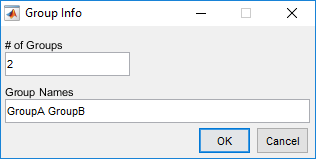 Group Info
# of Groups
2
Group Names
GroupA GroupB
OK Cancel